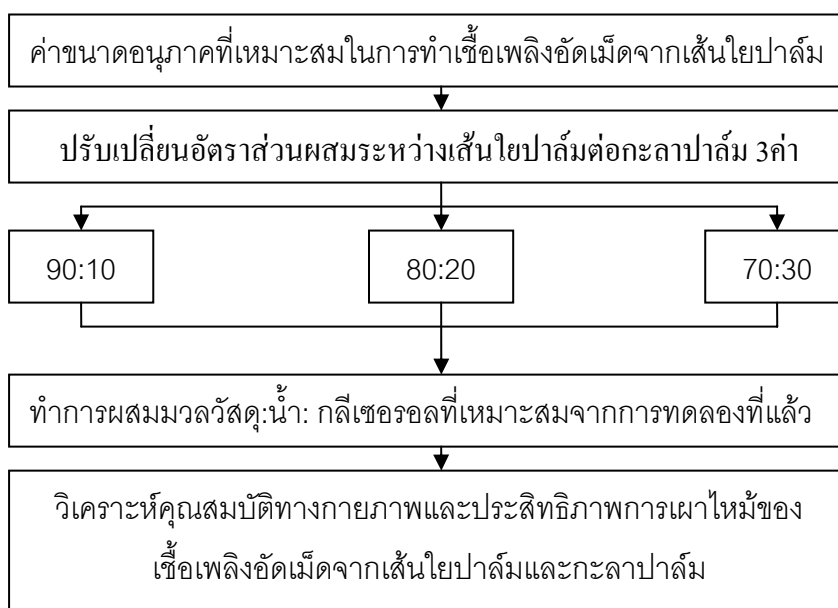 ค่าขนาดอนุภาคที่เหมาะสมในการทำเชื้อเพลิงอัดเม็ดจากเส้นใยปาล์ม
ปรับเปลี่ยนอัตราส่วนผสมระหว่างเส้นใยปาล์มต่อกะลาปาล์ม 3ค่า
90:10
80:20
70:30
ทำการผสมมวลวัสดุ:น้ำ: กลีเซอรอลที่เหมาะสมจากการทดลองที่แล้ว
วิเคราะห์คุณสมบัติทางกายภาพและประสิทธิภาพการเผาไหม้ของ
เชื้อเพลิงอัดเม็ดจากเส้นใยปาล์มและกะลาปาล์ม